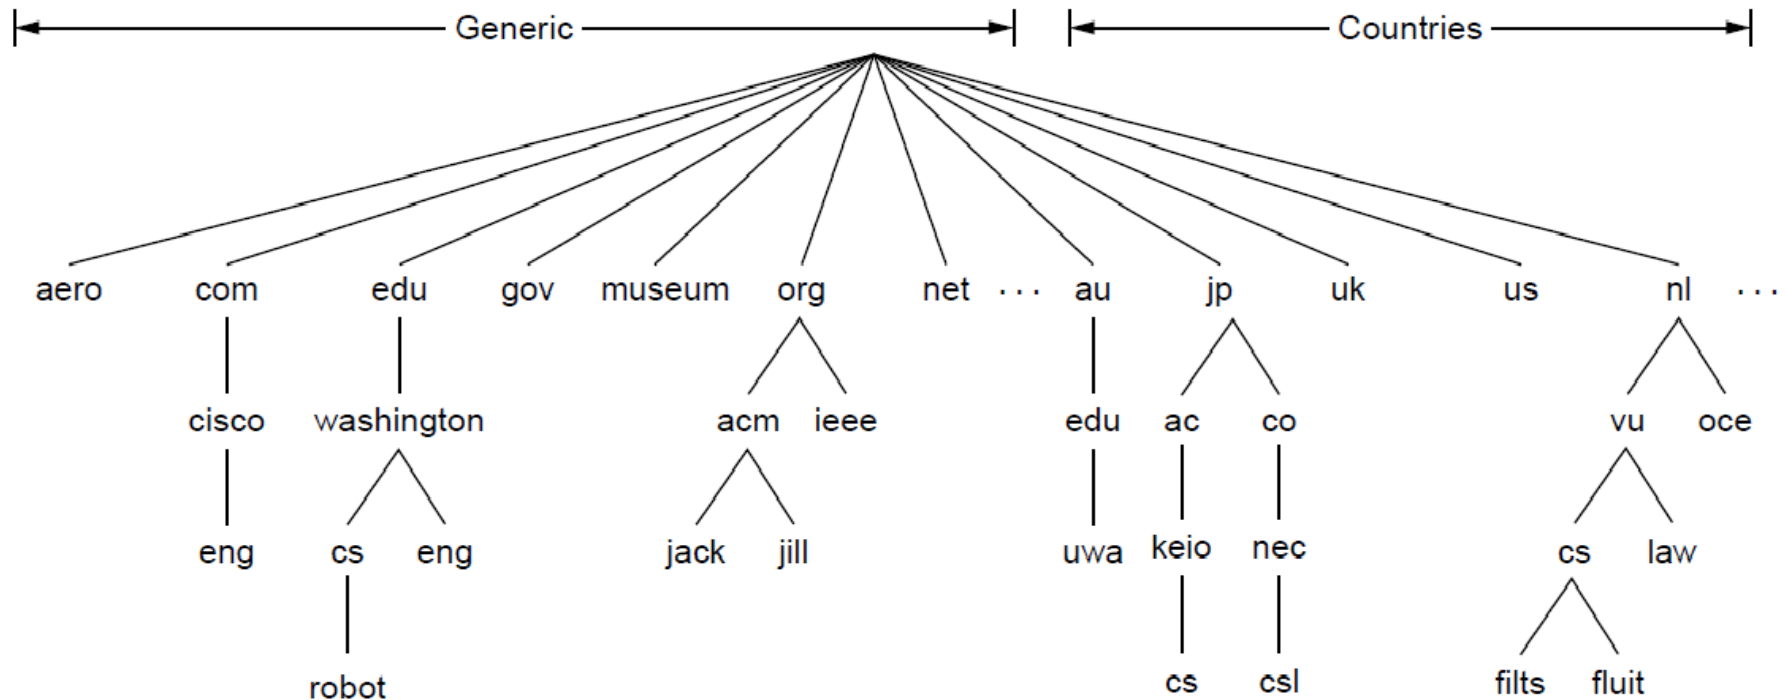 Generic Countries
aero com edu gov museum org net ... au jp uk us nl ...
cisco washington acm ieee edu ac co vu oce
eng cs eng jack jill uwa keio nec cs law
robot cs csl filts fluit